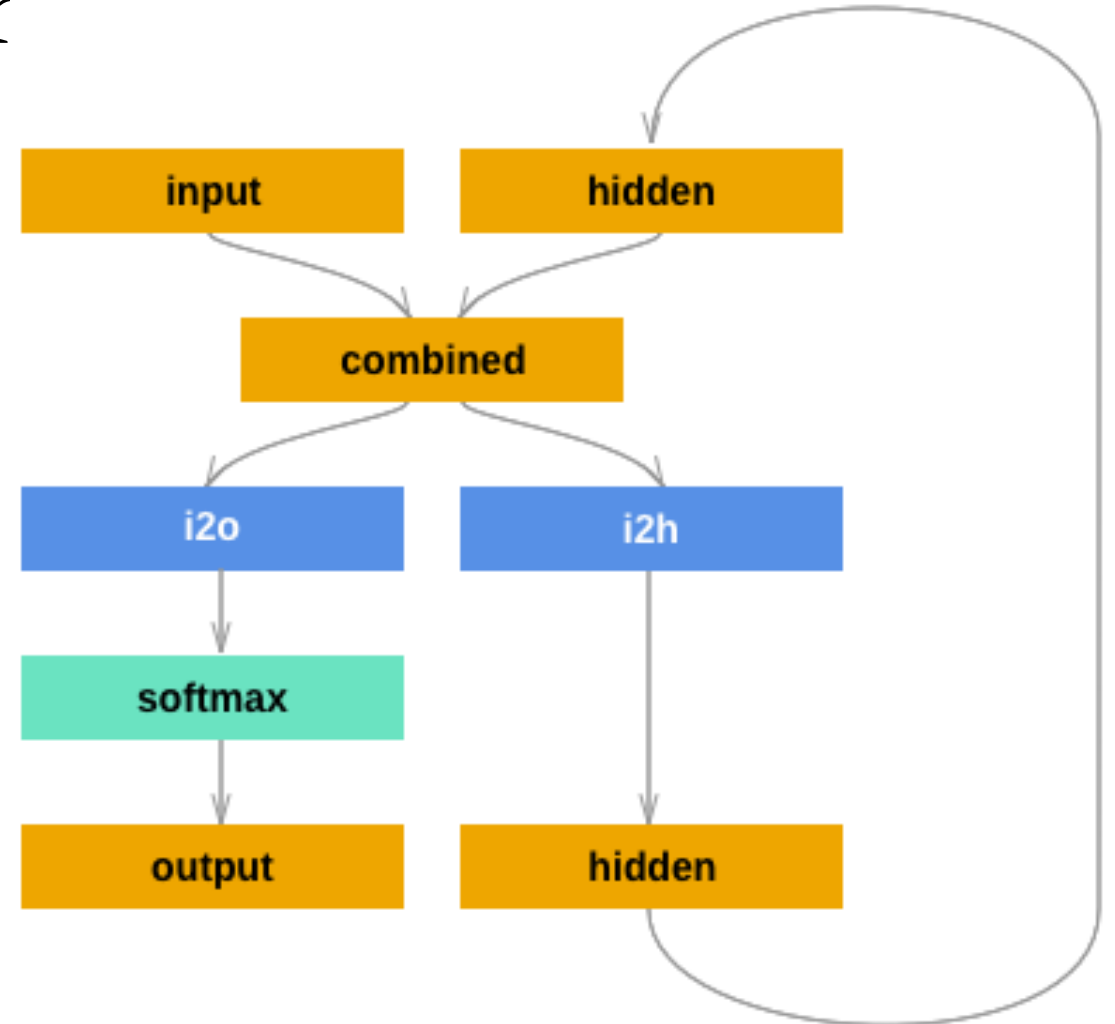 input
hidden
combined
i2o
i2h
softmax
output
hidden